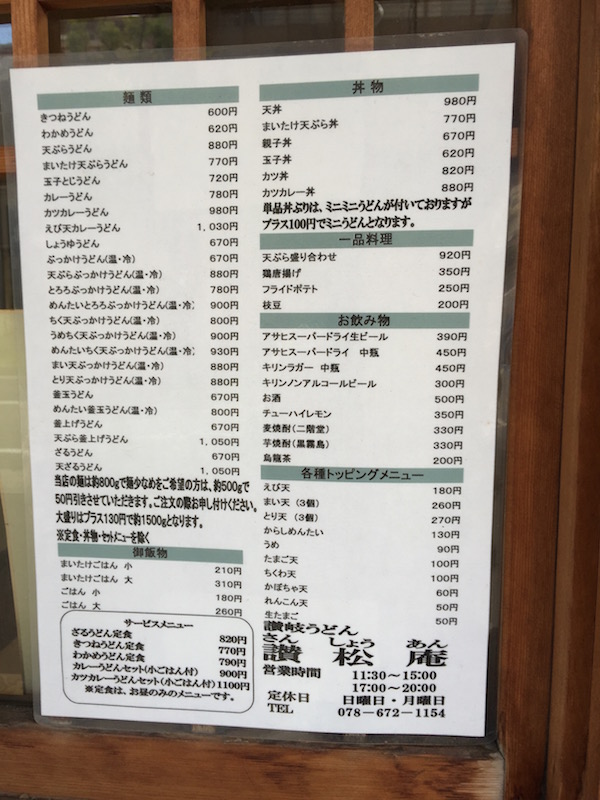 麺類
きつねうどん 600円
わかめうどん 620円
天ぷらうどん 880円
まいたけ天ぷらうどん 770円
玉子とじうどん 720円
カレーうどん 780円
カツカレーうどん 980円
えび天カレーうどん 1,030円
しょうゆうどん 670円
ぶっかけうどん(温・冷) 670円
天ぷらぶっかけうどん(温・冷) 880円
とろろぶっかけうどん(温・冷) 780円
めんたいとろろぶっかけうどん(温・冷) 900円
ちく天ぶっかけうどん(温・冷) 800円
うめちく天ぶっかけうどん(温・冷) 900円
めんたいちく天ぶっかけうどん(温・冷) 930円
まい天ぶっかけうどん(温・冷) 880円
とり天ぶっかけうどん(温・冷) 880円
釜玉うどん 670円
めんたい釜玉うどん(温・冷) 800円
釜上げうどん 670円
天ぷら釜上げうどん 1,050円
ざるうどん 670円
天ざるうどん 1,050円
当店の麺は約800gで麺少なめをご希望の方は、約500gで
50円引きさせていただきます。ご注文の際お申し付けください。
大盛りはプラス130円で約1500gとなります。
※定食・丼物・セットメニューを除く
御飯物
まいたけごはん 小 210円
まいたけごはん 大 310円
ごはん 小 180円
ごはん 大 260円
サービスメニュー
ざるうどん定食 820円
きつねうどん定食 770円
わかめうどん定食 790円
カレーうどんセット(小ごはん付) 900円
カツカレーうどんセット(小ごはん付) 1100円
※定食は、お昼のみのメニューです。
丼物
天丼 980円
まいたけ天ぷら丼 770円
親子丼 670円
玉子丼 620円
カツ丼 820円
カツカレー丼 880円
単品丼ぶりは、ミニミニうどんが付いておりますが
プラス100円でミニうどんとなります。
一品料理
天ぷら盛り合わせ 920円
鶏唐揚げ 350円
フライドポテト 250円
枝豆 200円
お飲み物
アサヒスーパードライ生ビール 390円
アサヒスーパードライ 中瓶 450円
キリンラガー 中瓶 450円
キリンノンアルコールビール 300円
お酒 500円
チューハイレモン 350円
麦焼酎(二階堂) 330円
芋焼酎(黒霧島) 330円
烏龍茶 200円
各種トッピングメニュー
えび天 180円
まい天 (3個) 260円
とり天 (3個) 270円
からしめんたい 130円
うめ 90円
たまご天 100円
ちくわ天 100円
かぼちゃ天 60円
れんこん天 50円
生たまご 50円
讃岐うどん
さん しょう あん
讃 松 庵
営業時間 11:30~15:00
17:00~20:00
定休日 日曜日・月曜日
TEL 078-672-1154